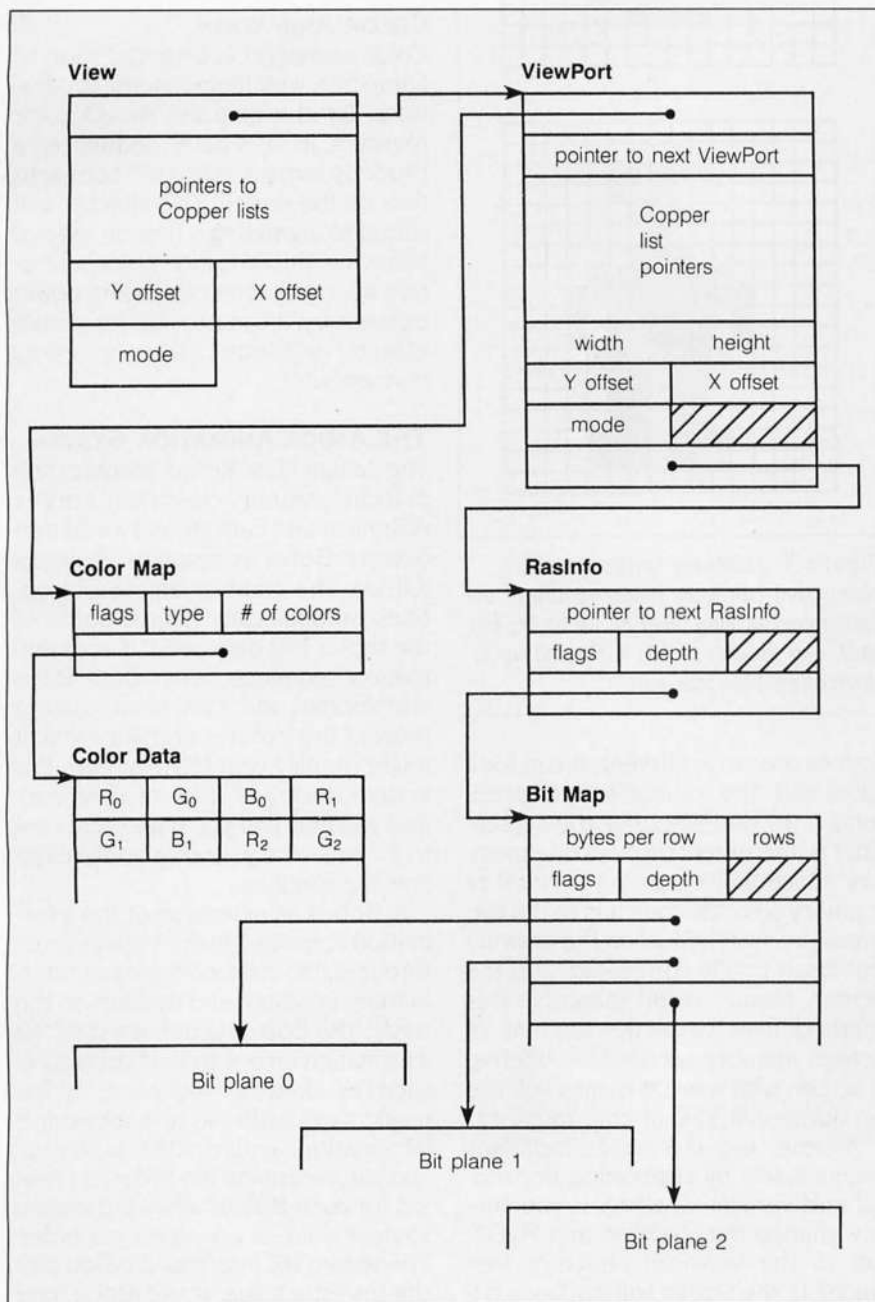 View
ViewPort
pointer to next ViewPort
pointers to
Copper lists
Copper
list
pointers
Y offset X offset
mode
width height
Y offset X offset
mode
Color Map
flags type # of colors
RasInfo
pointer to next RasInfo
flags depth
Color Data
R₀ G₀ B₀ R₁
G₁ B₁ R₂ G₂
Bit Map
bytes per row rows
flags depth
Bit plane 0
Bit plane 1
Bit plane 2